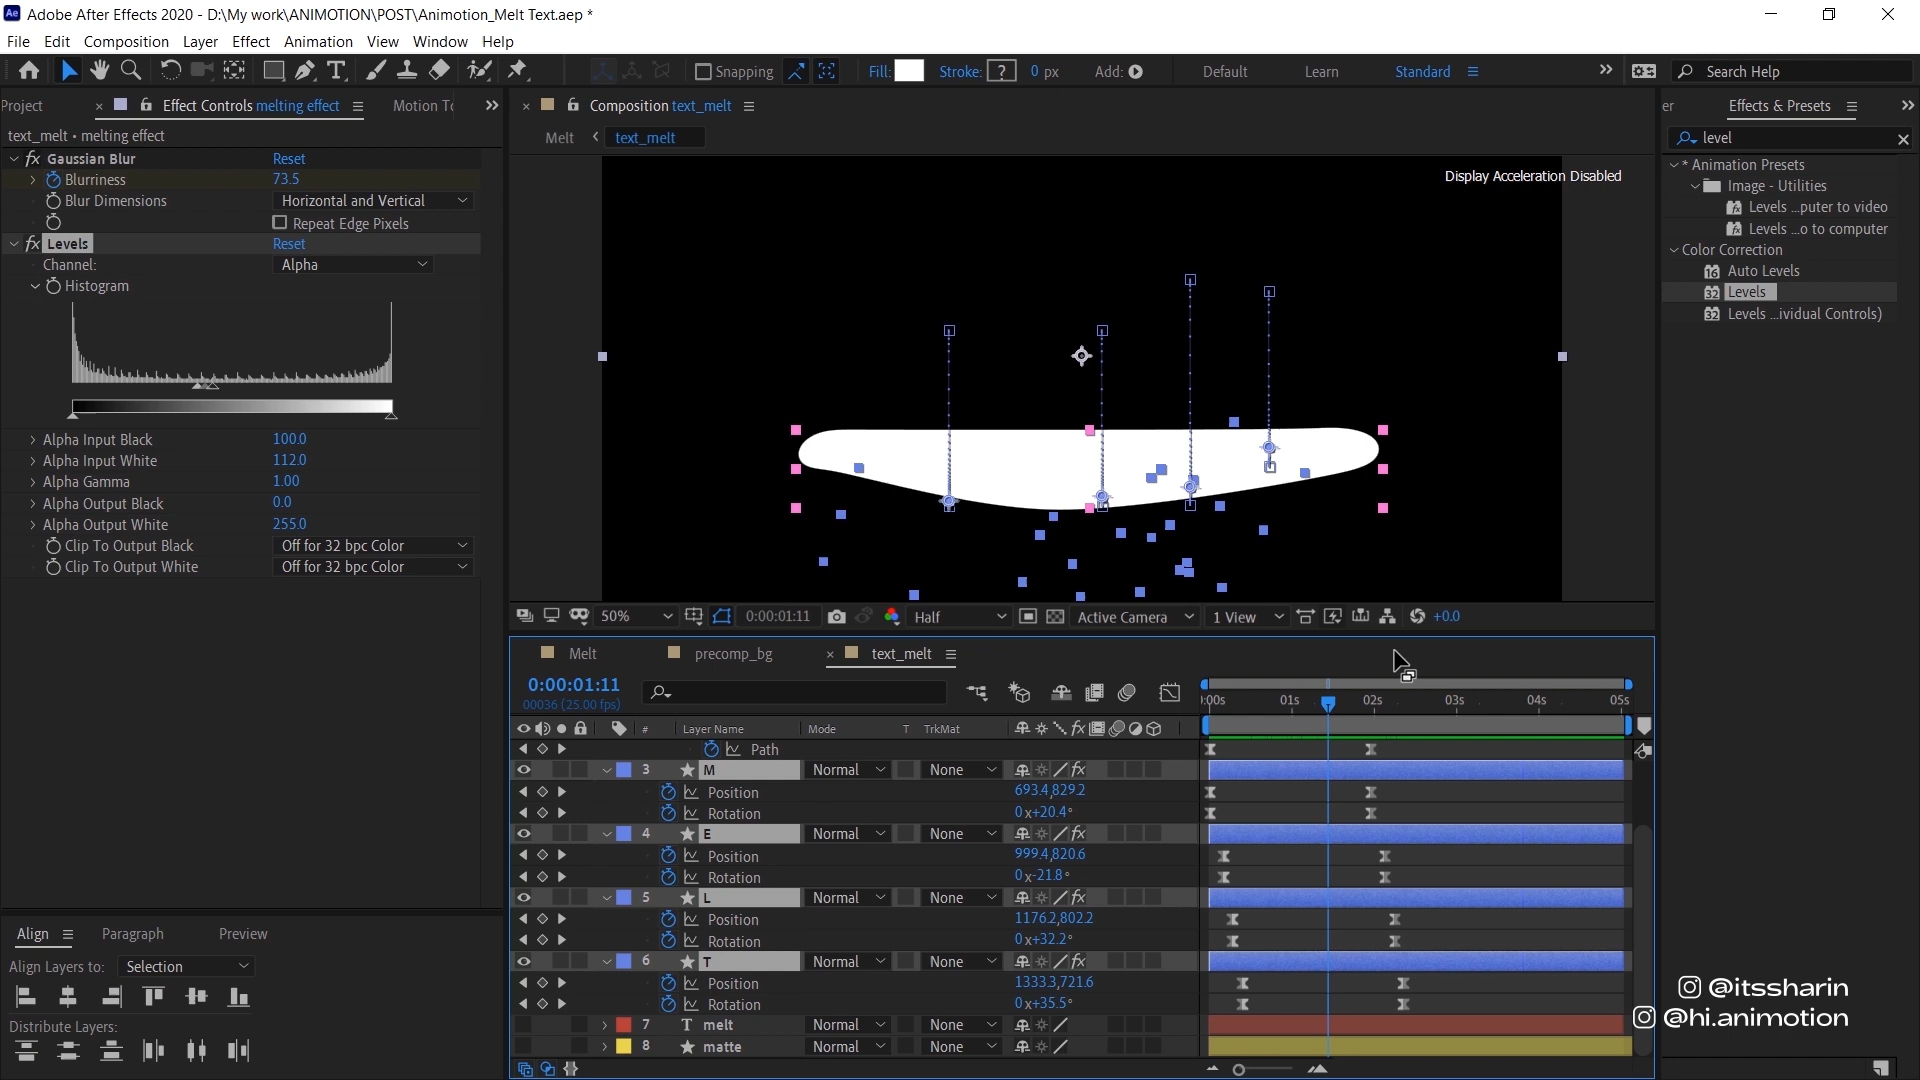 Adobe After Effects 2020 - D:\My work\ANIMOTION\POST\Animotion_Melt Text.aep *
File Edit Composition Layer Effect Animation View Window Help
Snapping Fill: Stroke: ? 0 px Add: Default Learn Standard Search Help
Project Effect Controls melting effect Motion To
text_melt • melting effect
fx Gaussian Blur Reset
Blurriness 73.5
Blur Dimensions Horizontal and Vertical
Repeat Edge Pixels
fx Levels Reset
Channel: Alpha
Histogram
Alpha Input Black 100.0
Alpha Input White 112.0
Alpha Gamma 1.00
Alpha Output Black 0.0
Alpha Output White 255.0
Clip To Output Black Off for 32 bpc Color
Clip To Output White Off for 32 bpc Color
Align Paragraph Preview
Align Layers to: Selection
Distribute Layers:
Composition text_melt
Melt text_melt
Display Acceleration Disabled
50% 0:00:01:11 Half Active Camera 1 View +0.0
er Effects & Presets
level
* Animation Presets
Image - Utilities
Levels ...puter to video
Levels ...o to computer
Color Correction
16 Auto Levels
32 Levels
32 Levels ...ividual Controls)
Melt precomp_bg text_melt
0:00:01:11
00036 (25.00 fps)
:00s 01s 02s 03s 04s 05s
# Layer Name Mode T TrkMat fx
Path
3 M Normal None fx
Position 693.4,829.2
Rotation 0x+20.4°
4 E Normal None fx
Position 999.4,820.6
Rotation 0x-21.8°
5 L Normal None fx
Position 1176.2,802.2
Rotation 0x+32.2°
6 T Normal None fx
Position 1333.3,721.6
Rotation 0x+35.5°
7 T melt Normal None
8 matte Normal None
@itssharin
@hi.animotion